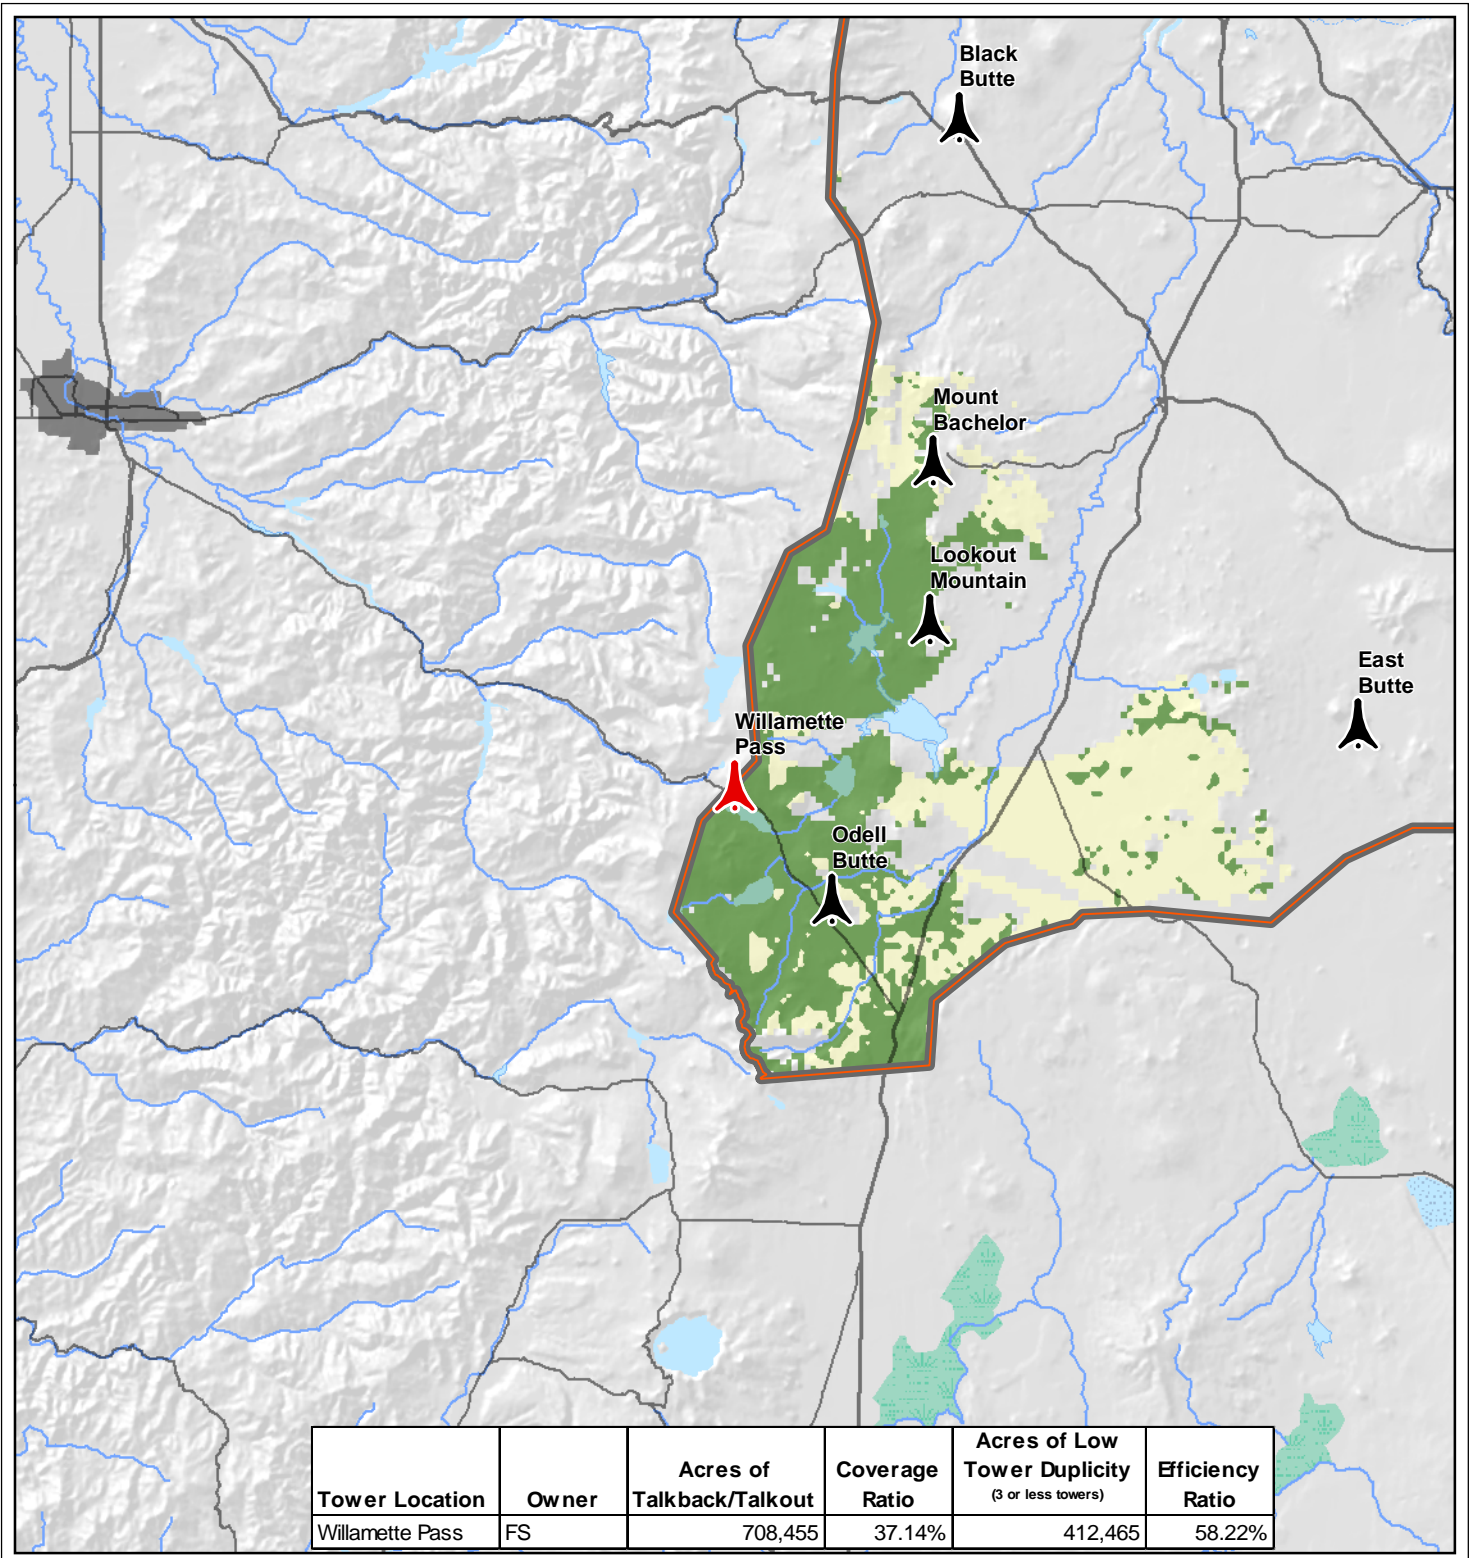 Black
Butte
Mount
Bachelor
Lookout
Mountain
East
Butte
Willamette
Pass
Odell
Butte
Tower Location
Owner
Acres of
Talkback/Talkout
Coverage
Ratio
Acres of Low
Tower Duplicity
(3 or less towers)
Efficiency
Ratio
Willamette Pass FS 708,455 37.14% 412,465 58.22%